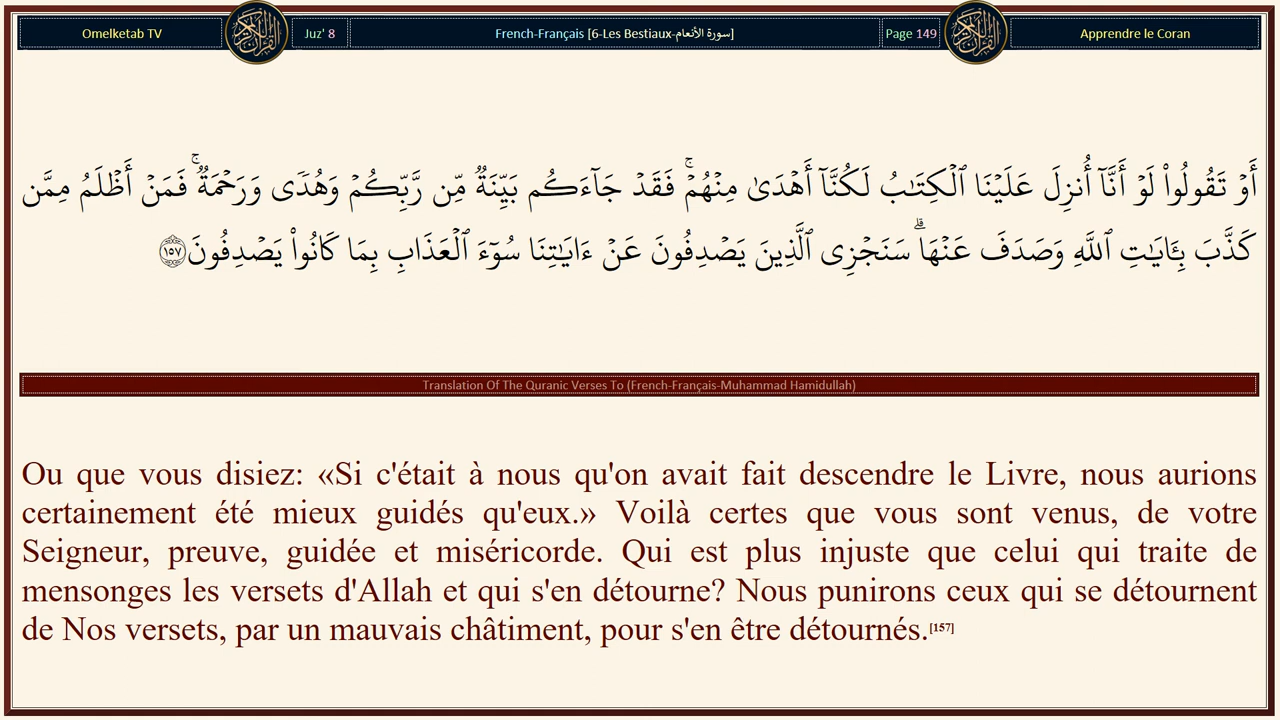 Omelketab TV
Juz' 8
French-Français [6-Les Bestiaux-سورة الأنعام]
Page 149
Apprendre le Coran
أَوۡ تَقُولُواْ لَوۡ أَنَّآ أُنزِلَ عَلَيۡنَا ٱلۡكِتَٰبُ لَكُنَّآ أَهۡدَىٰ مِنۡهُمۡۚ فَقَدۡ جَآءَكُم بَيِّنَةٞ مِّن رَّبِّكُمۡ وَهُدٗى وَرَحۡمَةٞۚ فَمَنۡ أَظۡلَمُ مِمَّن
كَذَّبَ بِـَٔايَٰتِ ٱللَّهِ وَصَدَفَ عَنۡهَاۗ سَنَجۡزِي ٱلَّذِينَ يَصۡدِفُونَ عَنۡ ءَايَٰتِنَا سُوٓءَ ٱلۡعَذَابِ بِمَا كَانُواْ يَصۡدِفُونَ ١٥٧
Translation Of The Quranic Verses To (French-Français-Muhammad Hamidullah)
Ou que vous disiez: «Si c'était à nous qu'on avait fait descendre le Livre, nous aurions
certainement été mieux guidés qu'eux.» Voilà certes que vous sont venus, de votre
Seigneur, preuve, guidée et miséricorde. Qui est plus injuste que celui qui traite de
mensonges les versets d'Allah et qui s'en détourne? Nous punirons ceux qui se détournent
de Nos versets, par un mauvais châtiment, pour s'en être détournés.[157]